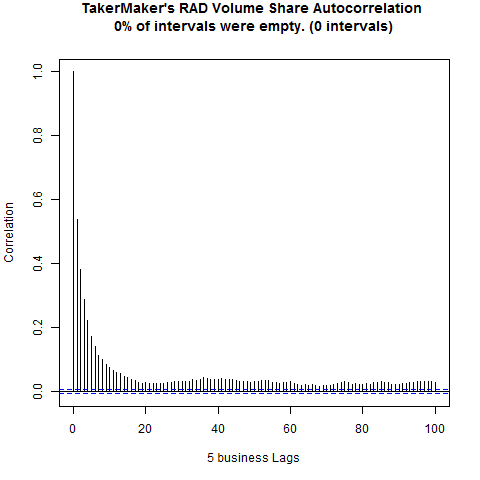 TakerMaker's RAD Volume Share Autocorrelation
0% of intervals were empty. (0 intervals)
Correlation
1.0
0.8
0.6
0.4
0.2
0.0
0 20 40 60 80 100
5 business Lags